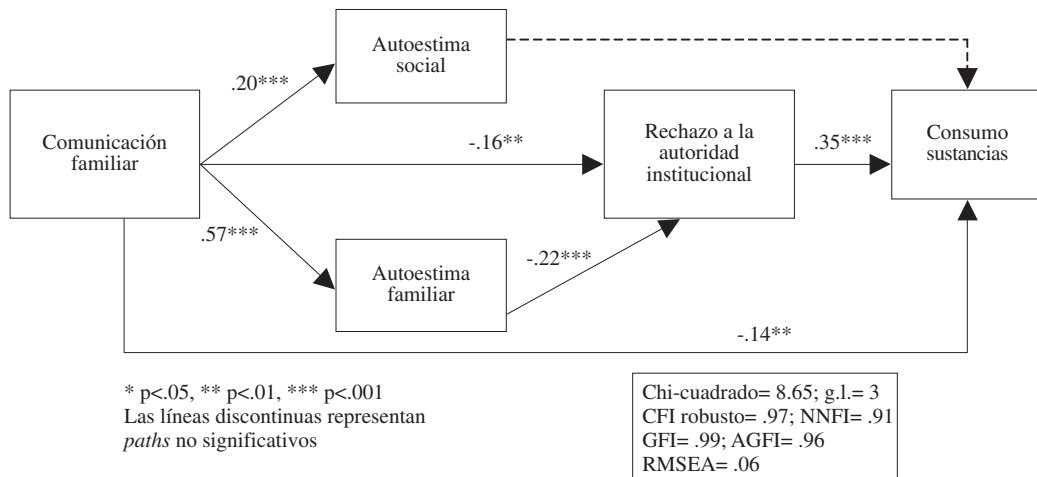 Autoestima
social
.20***
Comunicación
familiar
-.16**
Rechazo a la
autoridad
institucional
.35***
Consumo
sustancias
.57***
Autoestima
familiar
-.22***
-.14**
* p<.05, ** p<.01, *** p<.001
Las líneas discontinuas representan
paths no significativos
Chi-cuadrado= 8.65; g.l.= 3
CFI robusto= .97; NNFI= .91
GFI= .99; AGFI= .96
RMSEA= .06